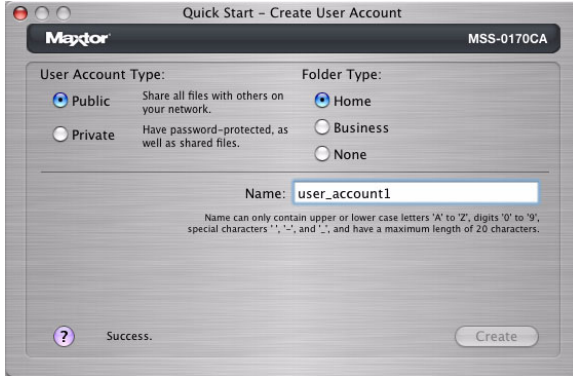 Quick Start – Create User Account
Maxtor
MSS-0170CA
User Account Type:
Folder Type:
Public
Share all files with others on
your network.
Home
Private
Have password-protected, as
well as shared files.
Business
None
Name: user_account1
Name can only contain upper or lower case letters 'A' to 'Z', digits '0' to '9',
special characters ' ', '-', and '_', and have a maximum length of 20 characters.
? Success.
Create